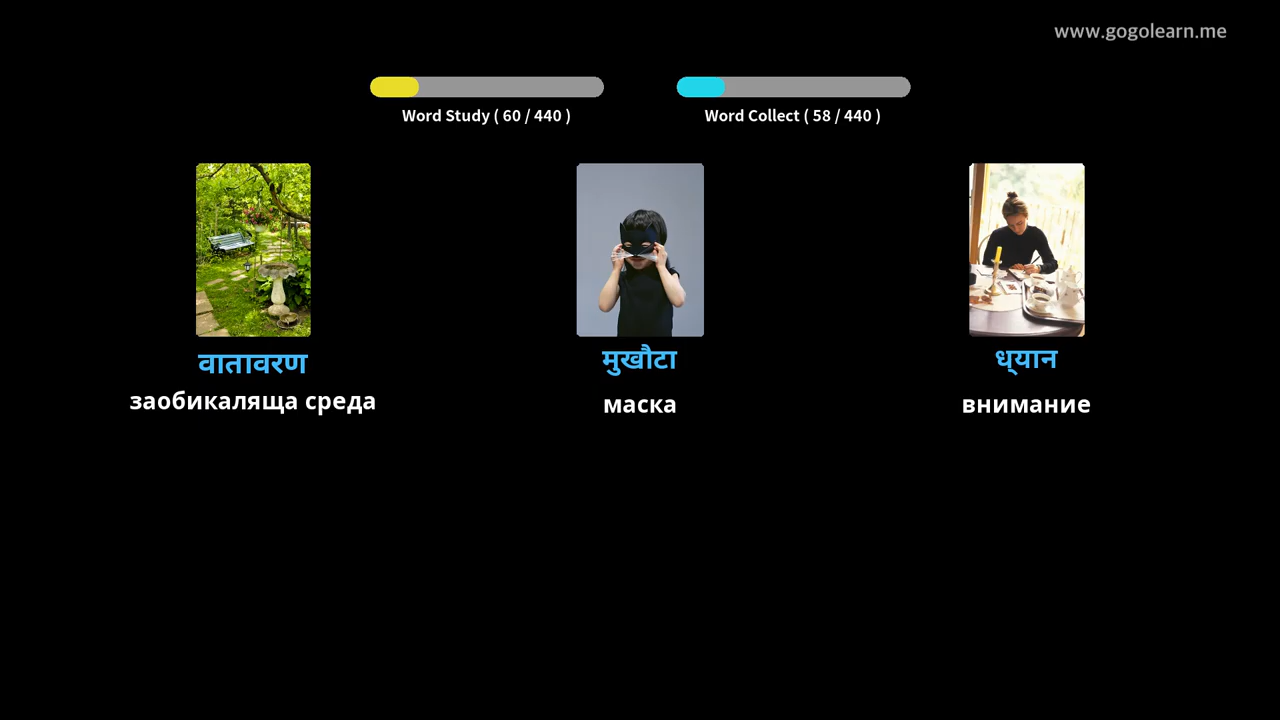 www.gogolearn.me
Word Study ( 60 / 440 )
Word Collect ( 58 / 440 )
वातावरण
заобикаляща среда
मुखौटा
маска
ध्यान
внимание